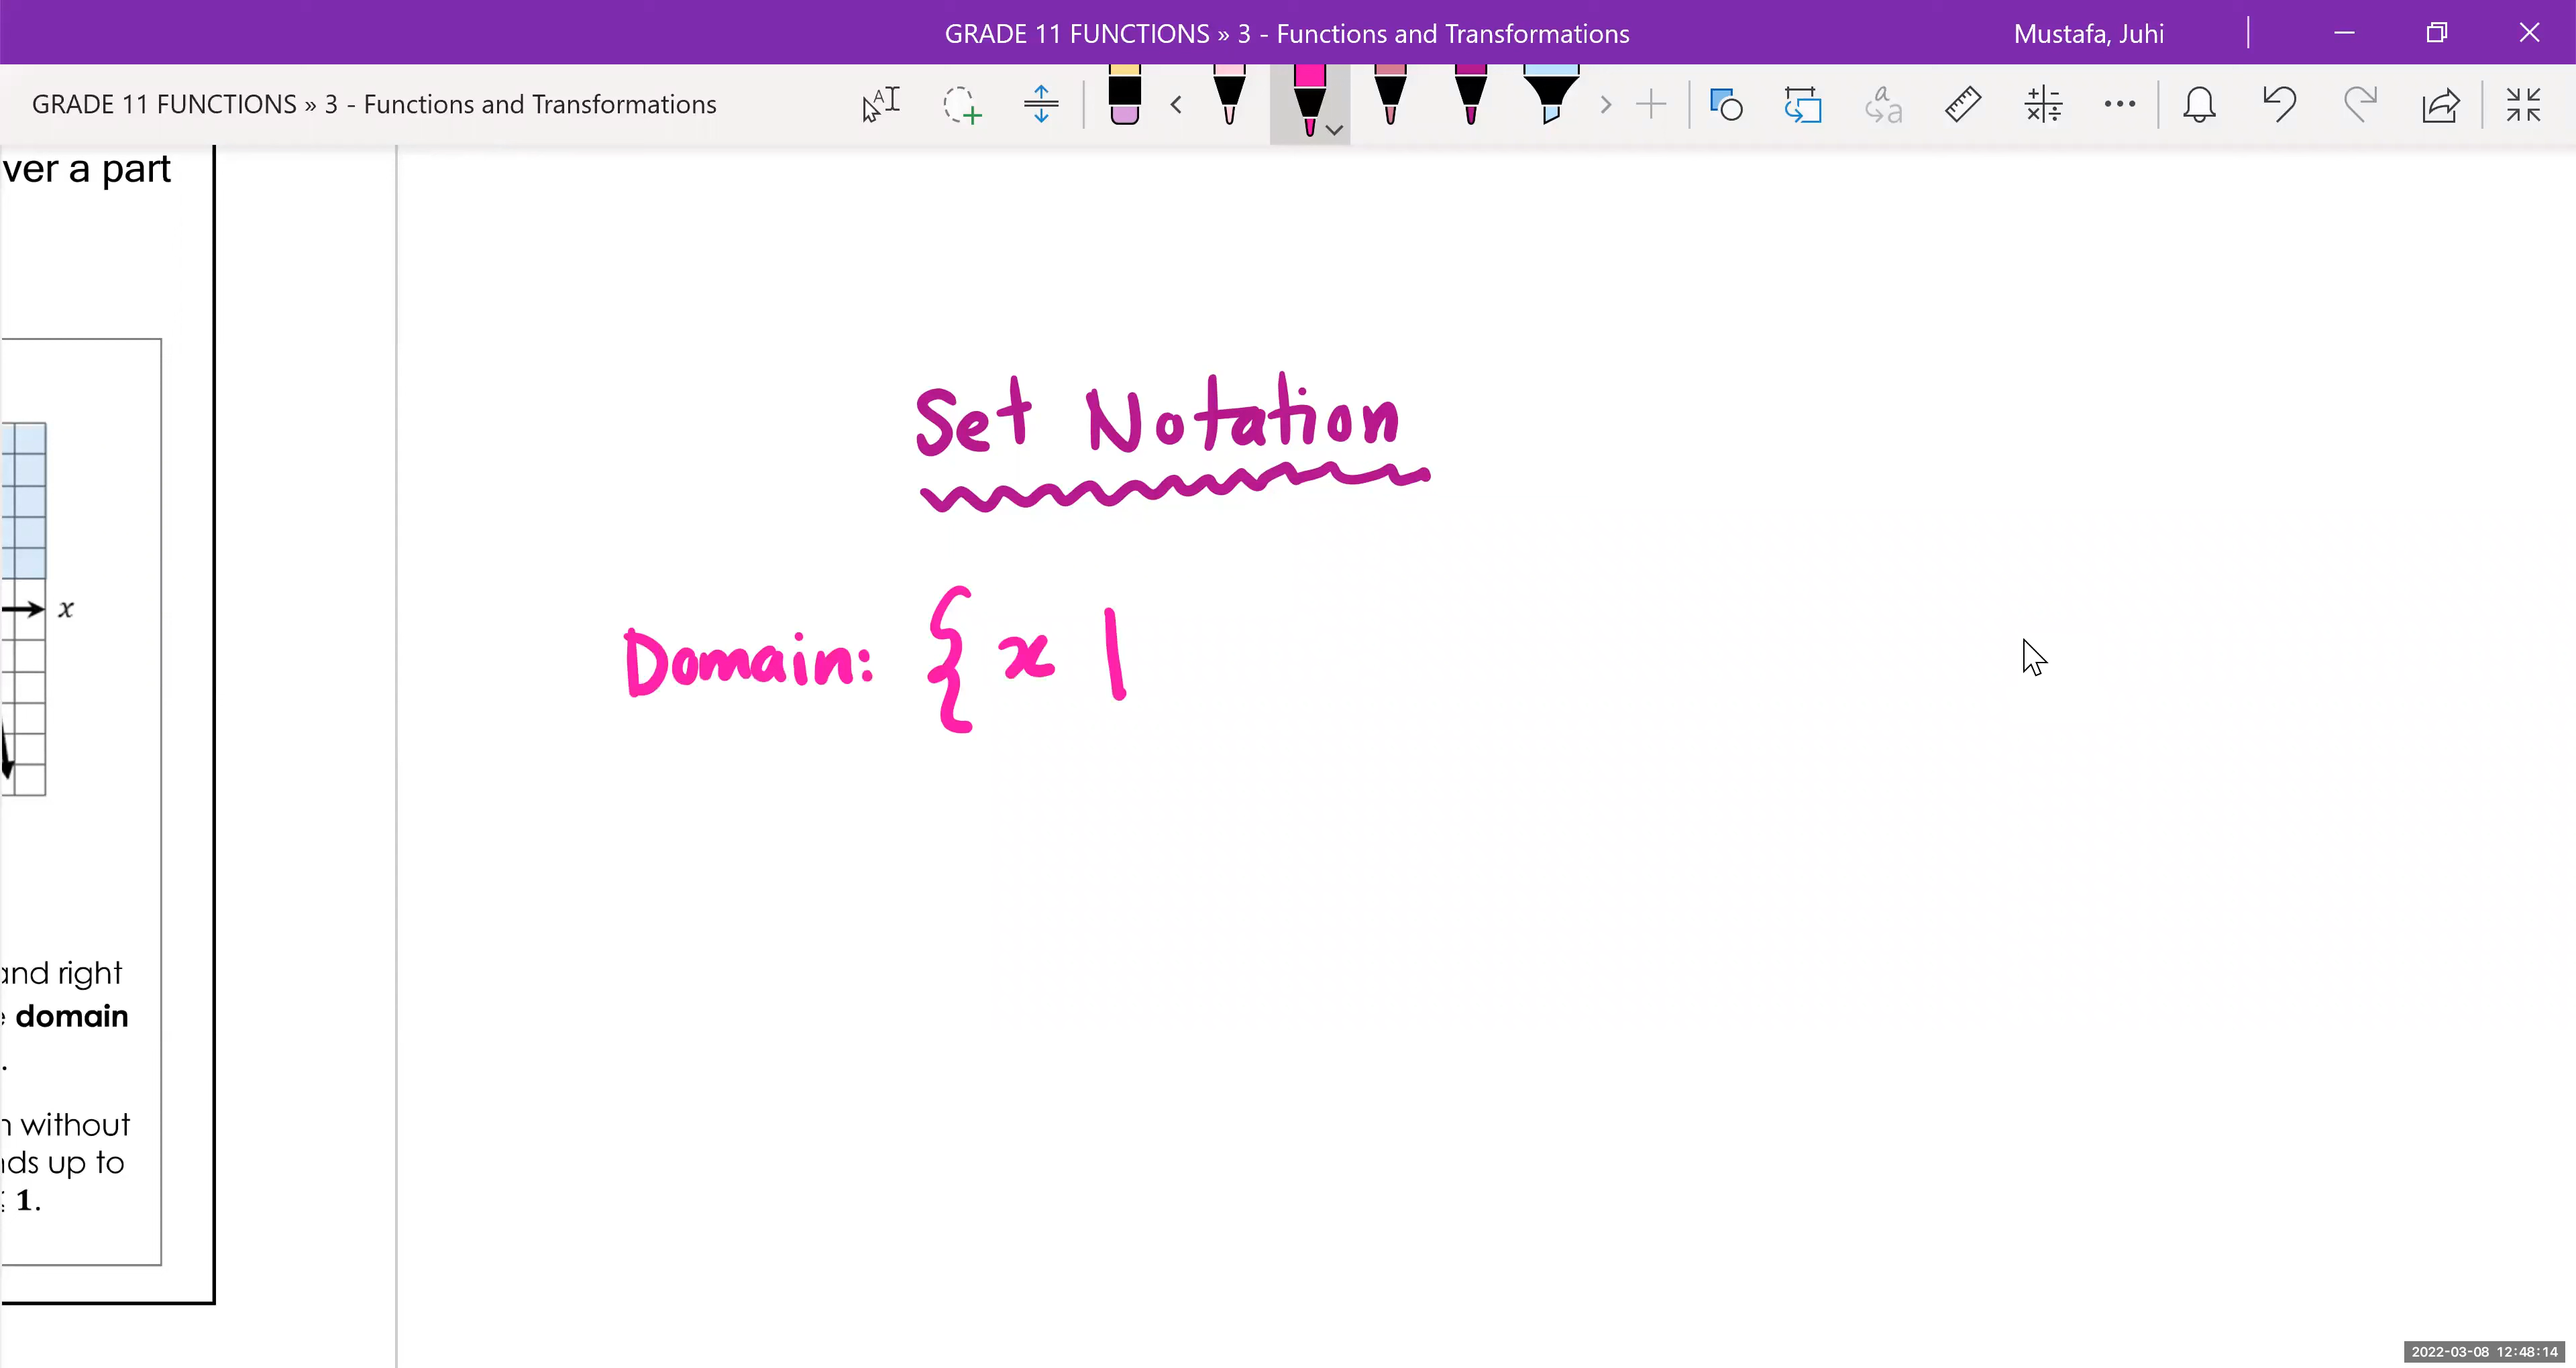 GRADE 11 FUNCTIONS » 3 - Functions and Transformations
Mustafa, Juhi
GRADE 11 FUNCTIONS » 3 - Functions and Transformations
ver a part
Set Notation
x
Domain: { x |
and right
domain
.
without
ds up to
1.
2022-03-08 12:48:14